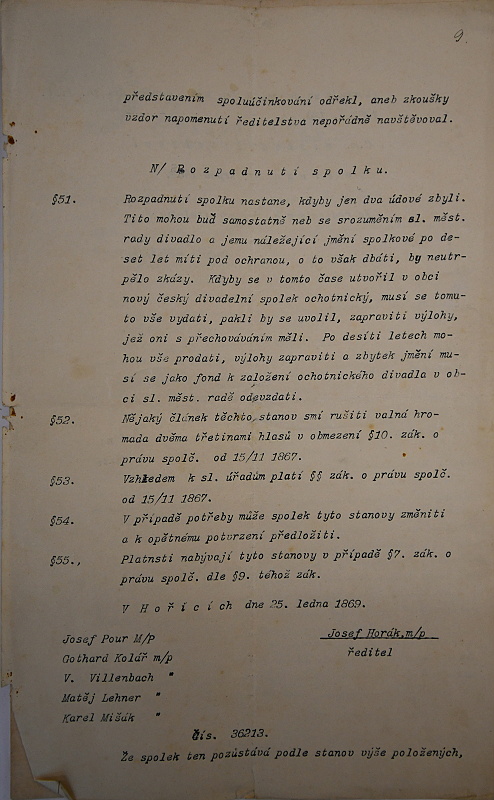 9.
představením spoluúčinkování odřekl, aneb zkoušky
vzdor napomenutí ředitelstva nepořádně navštěvoval.
N/ Rozpadnutí spolku.
§51. Rozpadnutí spolku nastane, kdyby jen dva údové zbyli.
Tito mohou buď samostatně neb se srozuměním sl. měst.
rady divadlo a jemu náležející jmění spolkové po de-
set let míti pod ochranou, o to však dbáti, by neutr-
pělo zkázy. Kdyby se v tomto čase utvořil v obci
nový český divadelní spolek ochotnický, musí se tomu-
to vše vydati, pakli by se uvolil, zapraviti výlohy,
jež oni s přechováváním měli. Po desíti letech mo-
hou vše prodati, výlohy zapraviti a zbytek jmění mu-
sí se jako fond k založení ochotnického divadla v ob-
ci sl. měst. radě odevzdati.
§52. Nějaký článek těchto stanov smí rušiti valná hro-
mada dvěma třetinami hlasů v obmezení §10. zák. o
právu spolč. od 15/11 1867.
§53. Vzhledem k sl. úřadům platí §§ zák. o právu spolč.
od 15/11 1867.
§54. V případě potřeby může spolek tyto stanovy změniti
a k opětnému potvrzení předložiti.
§55., Platnsti nabývají tyto stanovy v případě §7. zák. o
právu spolč. dle §9. téhož zák.
V Hořicích dne 25. ledna 1869.
Josef Pour M/p
Josef Horák, m/p
Gothard Kolář m/p
ředitel
V. Villenbach "
Matěj Lehner "
Karel Mišák "
čís. 36213.
Že spolek ten pozůstává podle stanov výše položených,